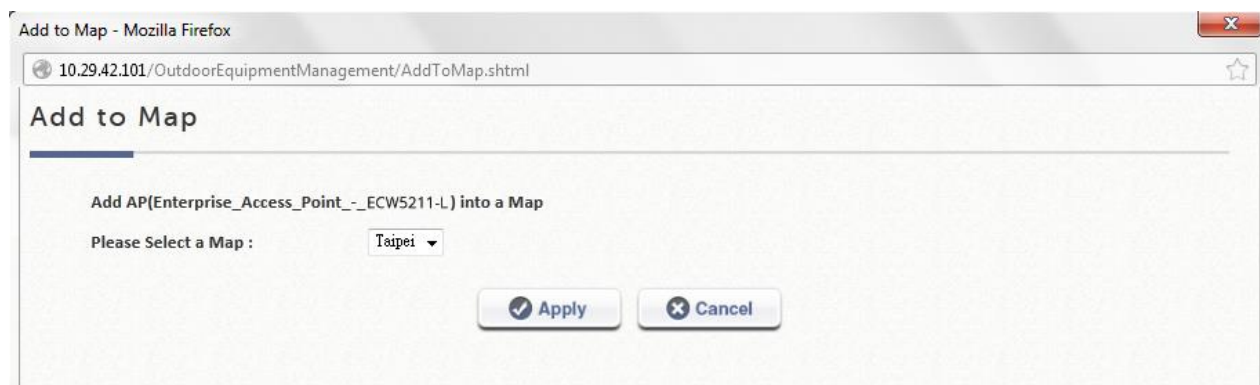 Add to Map - Mozilla Firefox
10.29.42.101/OutdoorEquipmentManagement/AddToMap.shtml
Add to Map
Add AP(Enterprise_Access_Point_-_ECW5211-L) into a Map
Please Select a Map : Taipei
Apply Cancel